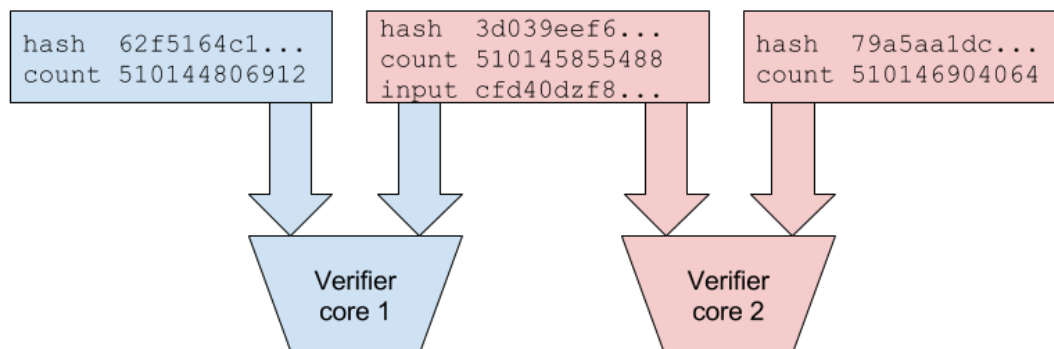 hash 62f5164c1...
count 510144806912
hash 3d039eef6...
count 510145855488
input cfd40dzf8...
hash 79a5aa1dc...
count 510146904064
Verifier
core 1
Verifier
core 2